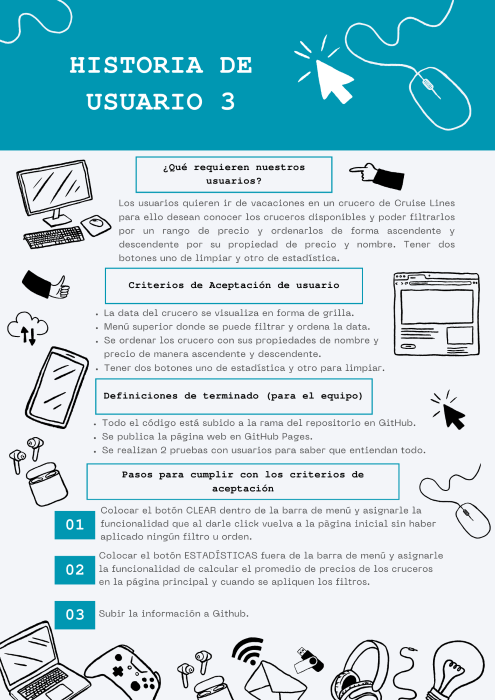 HISTORIA DE
USUARIO 3
¿Qué requieren nuestros
usuarios?
Los usuarios quieren ir de vacaciones en un crucero de Cruise Lines
para ello desean conocer los cruceros disponibles y poder filtrarlos
por un rango de precio y ordenarlos de forma ascendente y
descendente por su propiedad de precio y nombre. Tener dos
botones uno de limpiar y otro de estadística.
Criterios de Aceptación de usuario
• La data del crucero se visualiza en forma de grilla.
• Menú superior donde se puede filtrar y ordena la data.
• Se ordenar los crucero con sus propiedades de nombre y
precio de manera ascendente y descendente.
• Tener dos botones uno de estadística y otro para limpiar.
Definiciones de terminado (para el equipo)
• Todo el código está subido a la rama del repositorio en GitHub.
• Se publica la página web en GitHub Pages.
• Se realizan 2 pruebas con usuarios para saber que entiendan todo.
Pasos para cumplir con los criterios de
aceptación
01
Colocar el botón CLEAR dentro de la barra de menú y asignarle la
funcionalidad que al darle click vuelva a la página inicial sin haber
aplicado ningún filtro u orden.
02
Colocar el botón ESTADÍSTICAS fuera de la barra de menú y asignarle
la funcionalidad de calcular el promedio de precios de los cruceros
en la página principal y cuando se apliquen los filtros.
03
Subir la información a Github.